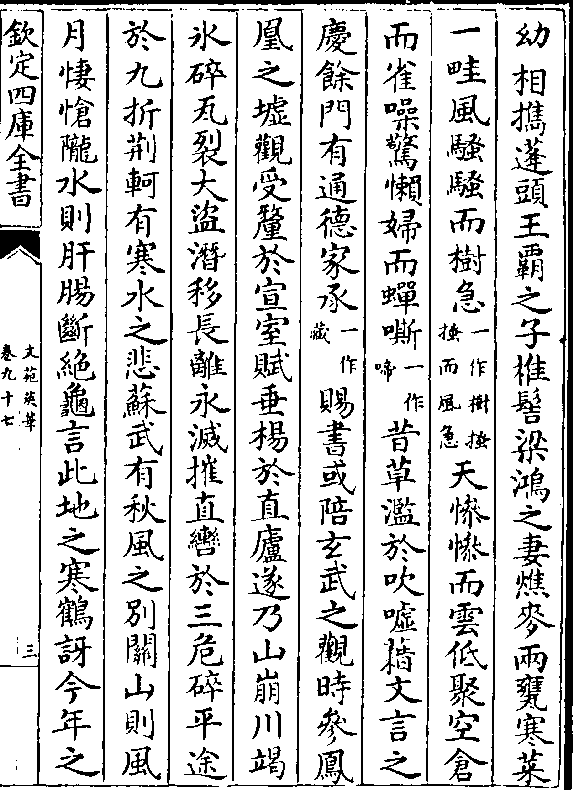 幼相擕蓬頭王霸之子椎髻梁鴻之妻燋麥兩甕寒菜
一畦風騷騷而樹急一作樹搔搔而風急天慘慘而雲低聚空倉
而雀噪驚懶婦而蟬嘶一作啼昔草濫於吹噓藉文言之
慶餘門有通德家承一作藏賜書或陪玄武之觀時參鳳
凰之墟觀受釐於宣室賦垂楊於直廬遂乃山崩川竭
氷碎瓦裂大盜潛移長離永滅摧直轡於三危碎平途
於九折荆軻有寒水之悲蘇武有秋風之別關山則風
月悽愴隴水則肝腸斷絶龜言此地之寒鶴訝今年之
欽定四庫全書
文苑英華
卷九十七
三